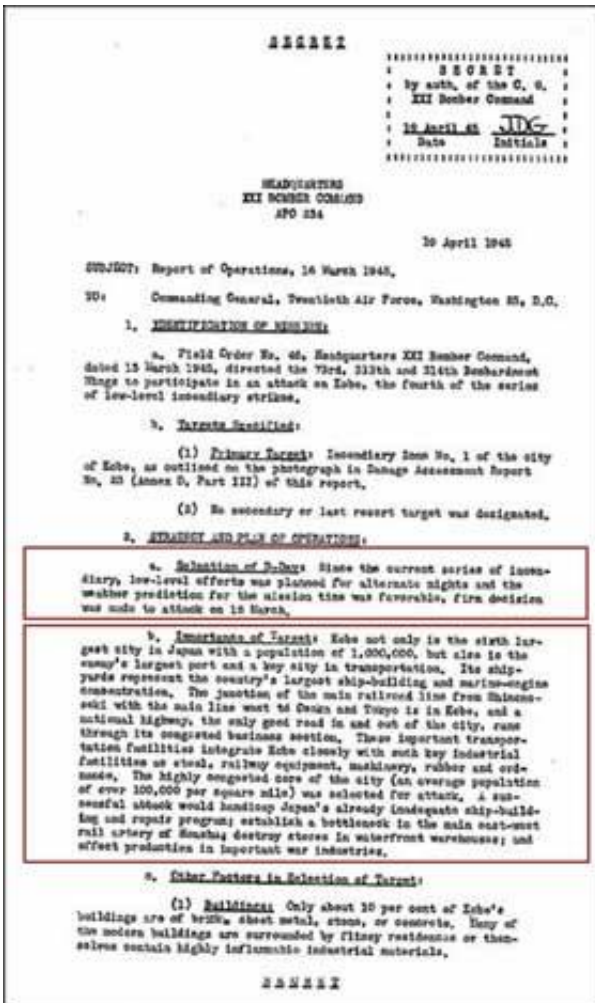 SECRET
SECRET
by auth. of the C. G.
XXI Bomber Command
10 April 45 JDG
Date Initials
HEADQUARTERS
XXI BOMBER COMMAND
APO 234
10 April 1945
SUBJECT: Report of Operations, 16 March 1945.
TO: Commanding General, Twentieth Air Force, Washington 25, D.C.
1. IDENTIFICATION OF MISSION:
a. Field Order No. 46, Headquarters XXI Bomber Command,
dated 15 March 1945, directed the 73rd, 313th and 314th Bombardment
Wings to participate in an attack on Kobe, the fourth of the series
of low-level incendiary strikes.
b. Targets Specified:
(1) Primary Target: Incendiary Zone No. 1 of the city
of Kobe, as outlined on the photograph in Damage Assessment Report
No. (Annex D, Part III) of this report.
(2) No secondary or last resort target was designated.
2. STRATEGY AND PLAN OF OPERATIONS:
a. Selection of D-Day: Since the current series of incen-
diary, low-level efforts was planned for alternate nights and the
weather prediction for the mission time was favorable, firm decision
was made to attack on March.
b. Importance of Target: Kobe not only is the sixth lar-
gest city in Japan with a population of 1,000,000, but also is the
enemy's largest port and a key city in transportation. Its ship-
yards represent the country's largest ship-building and marine-engine
concentration. The junction of the main railroad line from Shimono-
seki with the main line west to Osaka and Tokyo is in Kobe, and a
national highway, the only good road in and out of the city, runs
through its congested business section. These important transpor-
tation facilities integrate Kobe closely with such key industrial
facilities as steel, railway equipment, machinery, rubber and ord-
nance. The highly congested core of the city (an average population
of over 100,000 per square mile) was selected for attack. A suc-
cessful attack would handicap Japan's already inadequate ship-build-
ing and repair program; establish a bottleneck in the main east-west
rail artery of Honshu; destroy stores in waterfront warehouses; and
affect production in important war industries.
c. Other Factors in Selection of Target:
(1) Buildings: Only about 10 per cent of Kobe's
buildings are of brick, sheet metal, stone, or concrete. Many of
the modern buildings are surrounded by flimsy residences or them-
selves contain highly inflammable industrial materials.
SECRET